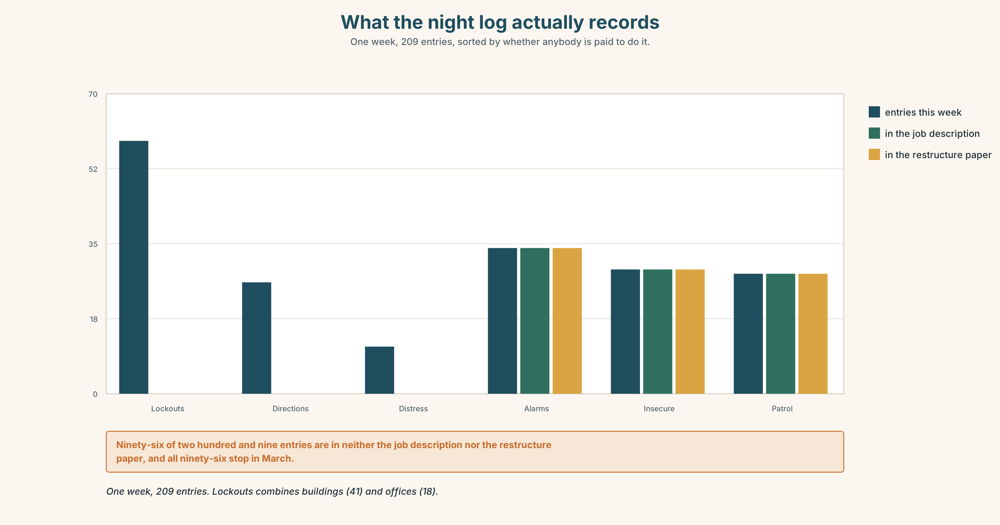 What the night log actually records
One week, 209 entries, sorted by whether anybody is paid to do it.
70
52
35
18
0
entries this week
in the job description
in the restructure paper
Lockouts
Directions
Distress
Alarms
Insecure
Patrol
Ninety-six of two hundred and nine entries are in neither the job description nor the restructure
paper, and all ninety-six stop in March.
One week, 209 entries. Lockouts combines buildings (41) and offices (18).